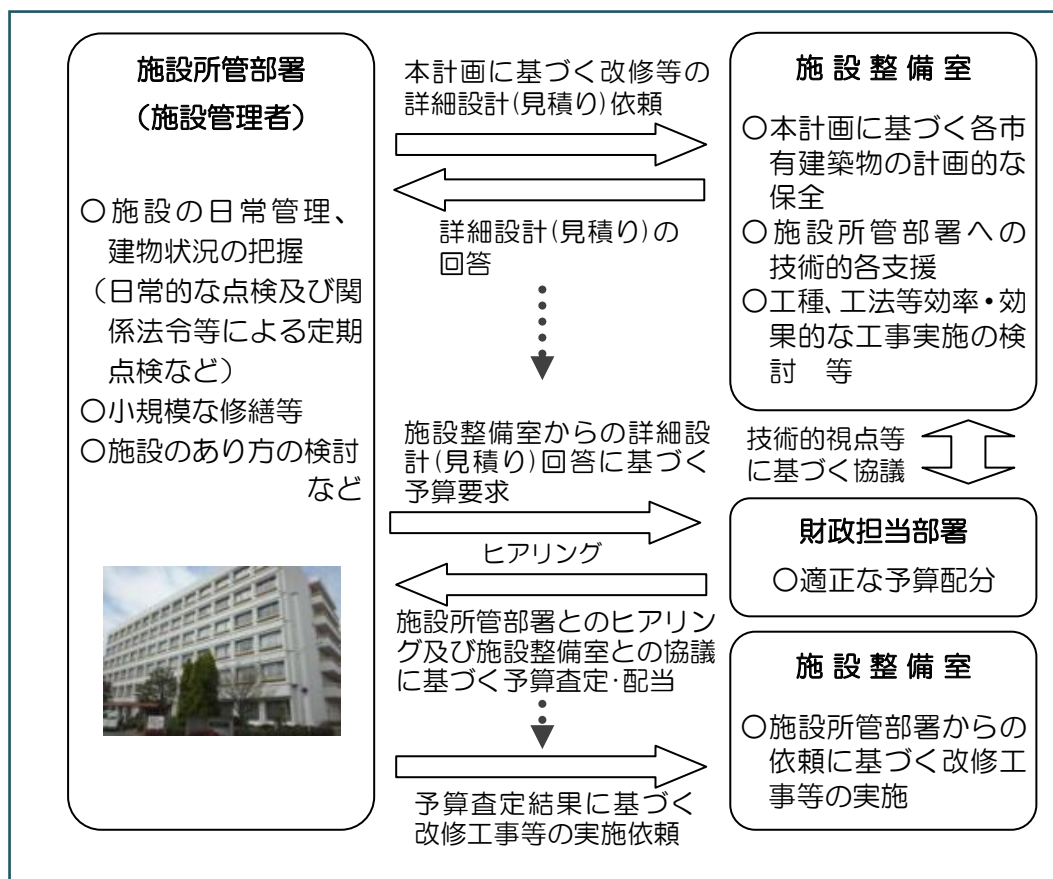 施設所管部署
（施設管理者）
〇施設の日常管理、
建物状況の把握
（日常的な点検及び関
係法令等による定期
点検など）
〇小規模な修繕等
〇施設のあり方の検討
など
本計画に基づく改修等の
詳細設計(見積り)依頼
詳細設計(見積り)の
回答
施設整備室からの詳細設
計(見積り)回答に基づく
予算要求
ヒアリング
施設所管部署とのヒアリン
グ及び施設整備室との協議
に基づく予算査定･配当
予算査定結果に基づく
改修工事等の実施依頼
施設整備室
〇本計画に基づく各市
有建築物の計画的な
保全
〇施設所管部署への
技術的各支援
〇工種、工法等効率・効
果的な工事実施の検
討　等
技術的視点等
に基づく協議
財政担当部署
〇適正な予算配分
施設整備室
〇施設所管部署からの
依頼に基づく改修工
事等の実施